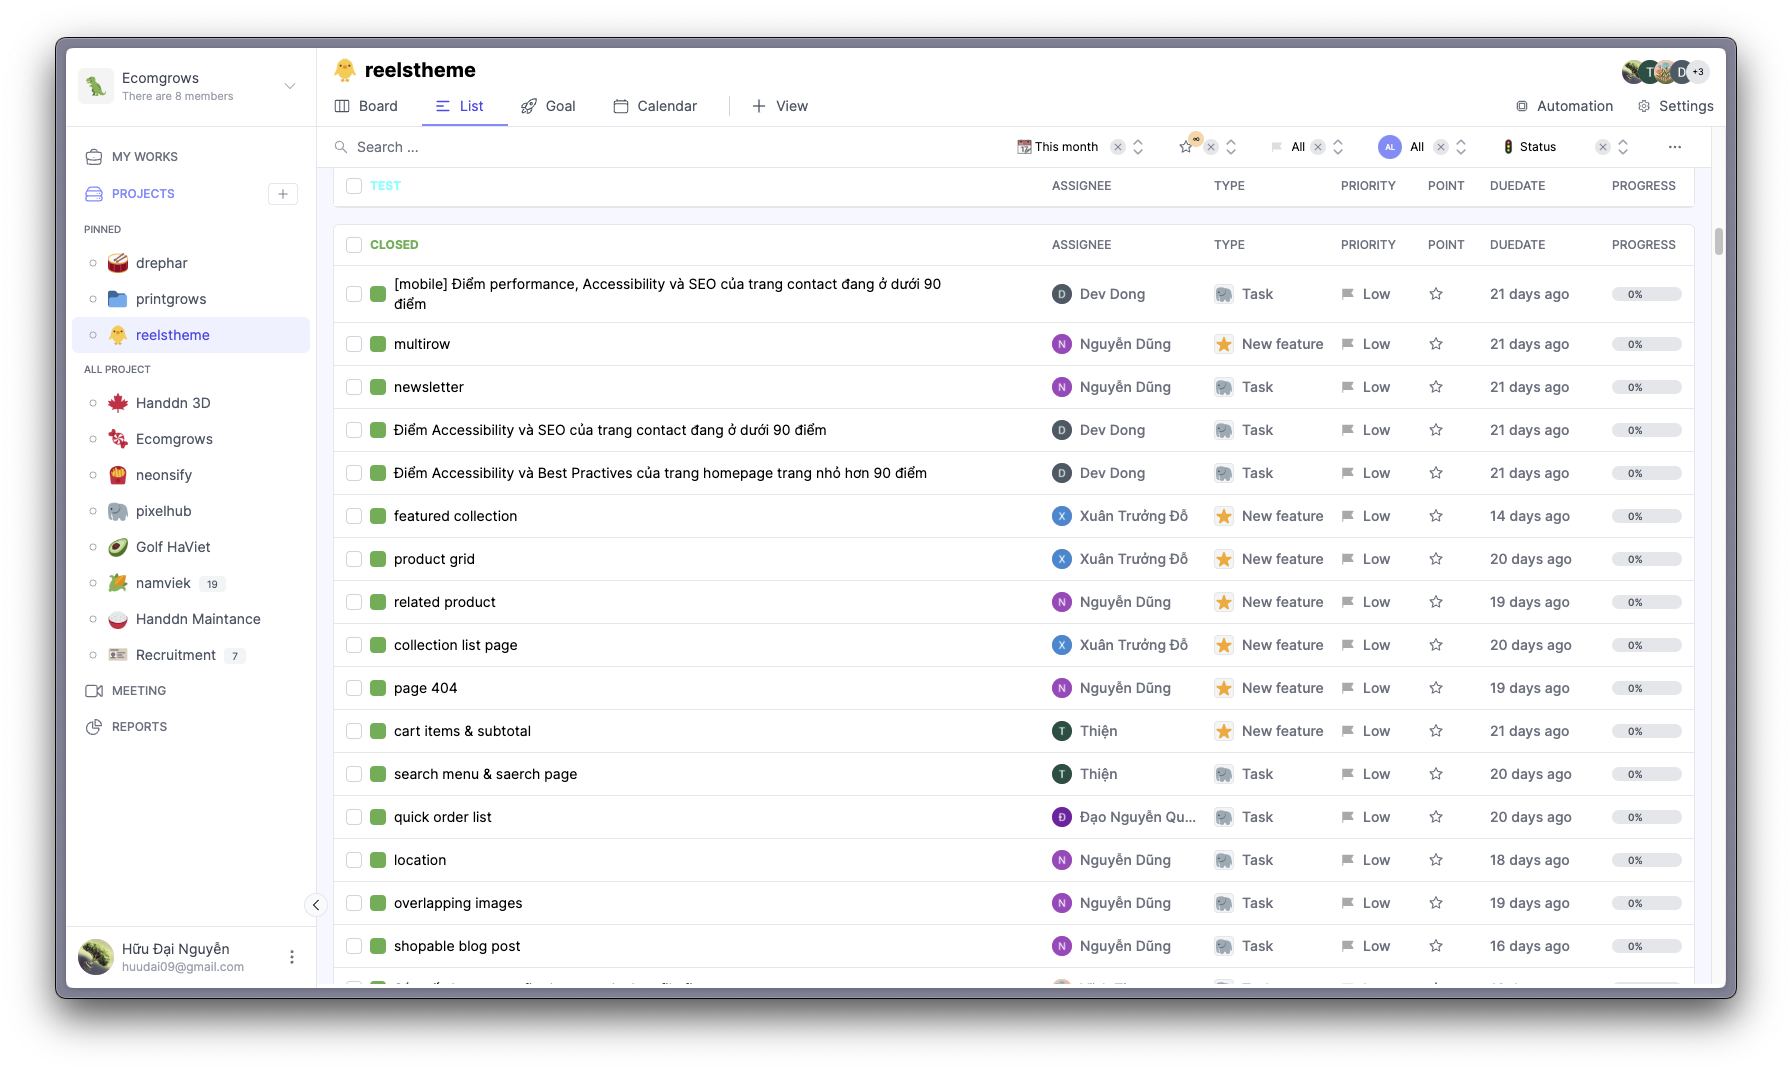 Ecomgrows
There are 8 members
MY WORKS
PROJECTS
PINNED
drephar
printgrows
reelstheme
ALL PROJECT
Handdn 3D
Ecomgrows
neonsify
pixelhub
Golf HaViet
namviek 19
Handdn Maintance
Recruitment 7
MEETING
REPORTS
Hữu Đại Nguyễn
huudai09@gmail.com
reelstheme
T D +3
Board List Goal Calendar View Automation Settings
Search ... This month All AL All Status
TEST ASSIGNEE TYPE PRIORITY POINT DUEDATE PROGRESS
CLOSED ASSIGNEE TYPE PRIORITY POINT DUEDATE PROGRESS
[mobile] Điểm performance, Accessibility và SEO của trang contact đang ở dưới 90
điểm
D Dev Dong Task Low 21 days ago 0%
multirow N Nguyễn Dũng New feature Low 21 days ago 0%
newsletter N Nguyễn Dũng Task Low 21 days ago 0%
Điểm Accessibility và SEO của trang contact đang ở dưới 90 điểm D Dev Dong Task Low 21 days ago 0%
Điểm Accessibility và Best Practives của trang homepage trang nhỏ hơn 90 điểm D Dev Dong Task Low 21 days ago 0%
featured collection X Xuân Trưởng Đỗ New feature Low 14 days ago 0%
product grid X Xuân Trưởng Đỗ New feature Low 20 days ago 0%
related product N Nguyễn Dũng New feature Low 19 days ago 0%
collection list page X Xuân Trưởng Đỗ New feature Low 20 days ago 0%
page 404 N Nguyễn Dũng New feature Low 19 days ago 0%
cart items & subtotal T Thiện New feature Low 21 days ago 0%
search menu & saerch page T Thiện Task Low 20 days ago 0%
quick order list Đ Đạo Nguyễn Qu... Task Low 20 days ago 0%
location N Nguyễn Dũng Task Low 18 days ago 0%
overlapping images N Nguyễn Dũng Task Low 19 days ago 0%
shopable blog post N Nguyễn Dũng Task Low 16 days ago 0%